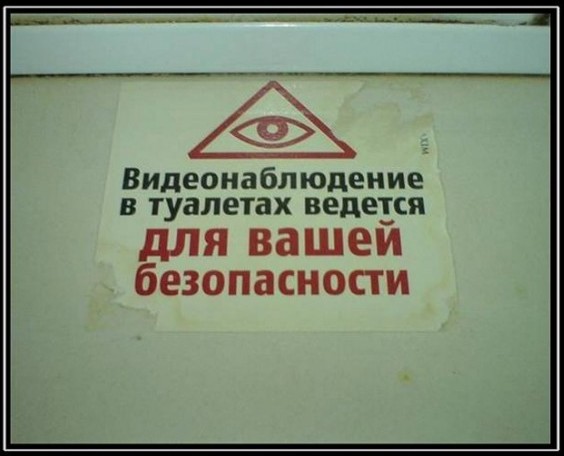 Видеонаблюдение
в туалетах ведется
для вашей
безопасности